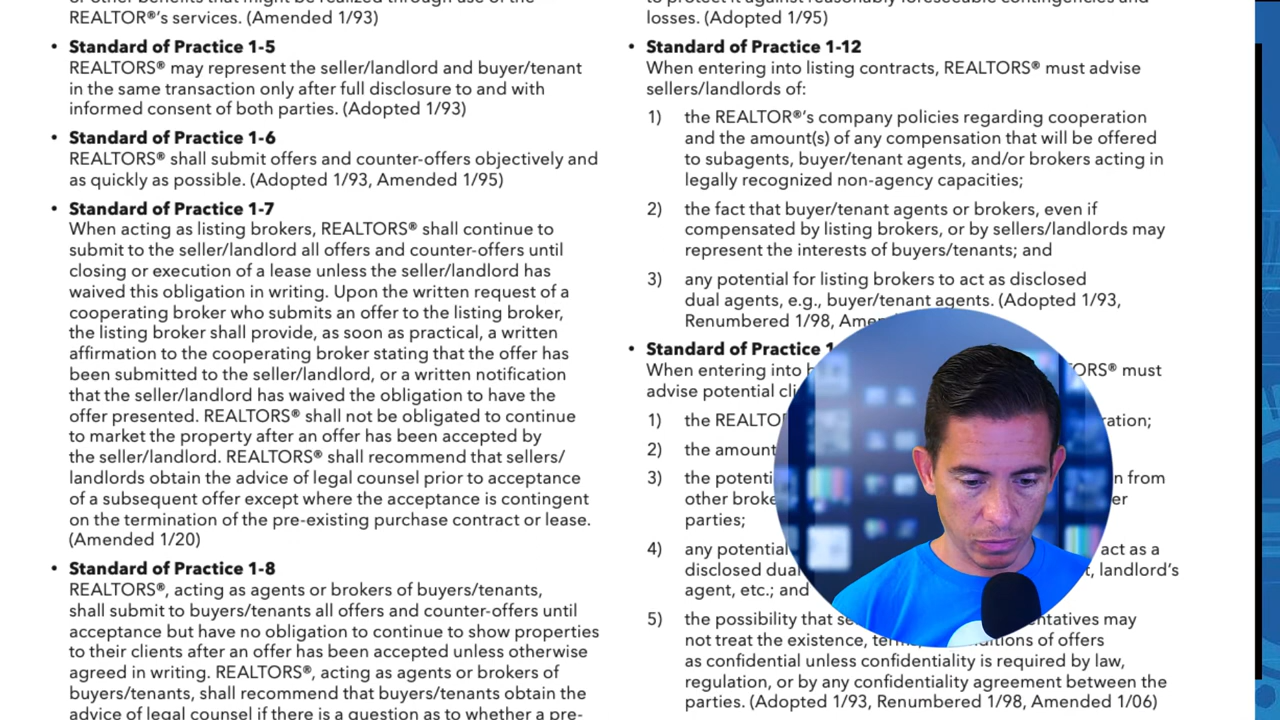 REALTOR®'s services. (Amended 1/93)
• Standard of Practice 1-5
REALTORS® may represent the seller/landlord and buyer/tenant
in the same transaction only after full disclosure to and with
informed consent of both parties. (Adopted 1/93)
• Standard of Practice 1-6
REALTORS® shall submit offers and counter-offers objectively and
as quickly as possible. (Adopted 1/93, Amended 1/95)
• Standard of Practice 1-7
When acting as listing brokers, REALTORS® shall continue to
submit to the seller/landlord all offers and counter-offers until
closing or execution of a lease unless the seller/landlord has
waived this obligation in writing. Upon the written request of a
cooperating broker who submits an offer to the listing broker,
the listing broker shall provide, as soon as practical, a written
affirmation to the cooperating broker stating that the offer has
been submitted to the seller/landlord, or a written notification
that the seller/landlord has waived the obligation to have the
offer presented. REALTORS® shall not be obligated to continue
to market the property after an offer has been accepted by
the seller/landlord. REALTORS® shall recommend that sellers/
landlords obtain the advice of legal counsel prior to acceptance
of a subsequent offer except where the acceptance is contingent
on the termination of the pre-existing purchase contract or lease.
(Amended 1/20)
• Standard of Practice 1-8
REALTORS®, acting as agents or brokers of buyers/tenants,
shall submit to buyers/tenants all offers and counter-offers until
acceptance but have no obligation to continue to show properties
to their clients after an offer has been accepted unless otherwise
agreed in writing. REALTORS®, acting as agents or brokers of
buyers/tenants, shall recommend that buyers/tenants obtain the
advice of legal counsel if there is a question as to whether a pre-
losses. (Adopted 1/95)
• Standard of Practice 1-12
When entering into listing contracts, REALTORS® must advise
sellers/landlords of:
1) the REALTOR®'s company policies regarding cooperation
and the amount(s) of any compensation that will be offered
to subagents, buyer/tenant agents, and/or brokers acting in
legally recognized non-agency capacities;
2) the fact that buyer/tenant agents or brokers, even if
compensated by listing brokers, or by sellers/landlords may
represent the interests of buyers/tenants; and
3) any potential for listing brokers to act as disclosed
dual agents, e.g., buyer/tenant agents. (Adopted 1/93,
Renumbered 1/98,
• Standard of Practice
When entering into must
advise potential
1) the
2) the amount
3) the from
other
parties;
4) any potential act as a
disclosed dual landlord's
agent, etc.; and
5) the possibility that may
not treat the existence, of offers
as confidential unless confidentiality is required by law,
regulation, or by any confidentiality agreement between the
parties. (Adopted 1/93, Renumbered 1/98, Amended 1/06)